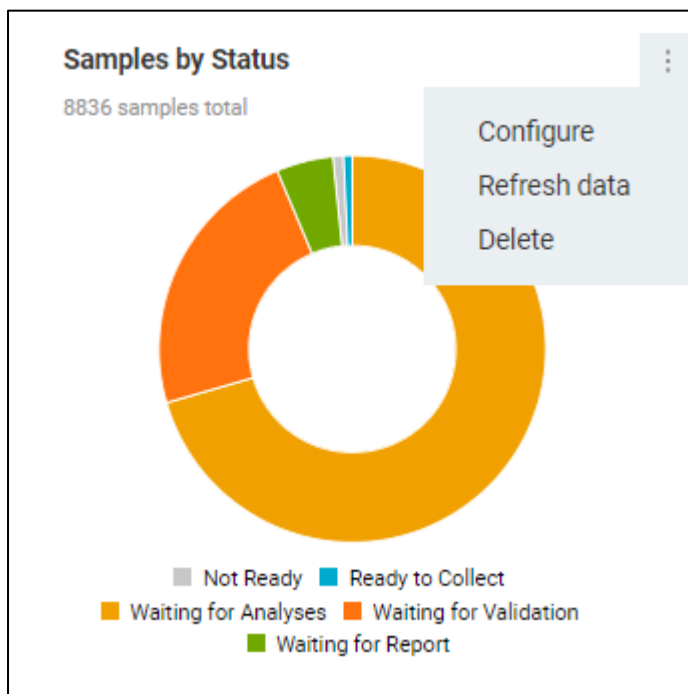 Samples by Status
8836 samples total
Configure
Refresh data
Delete
Not Ready Ready to Collect
Waiting for Analyses Waiting for Validation
Waiting for Report